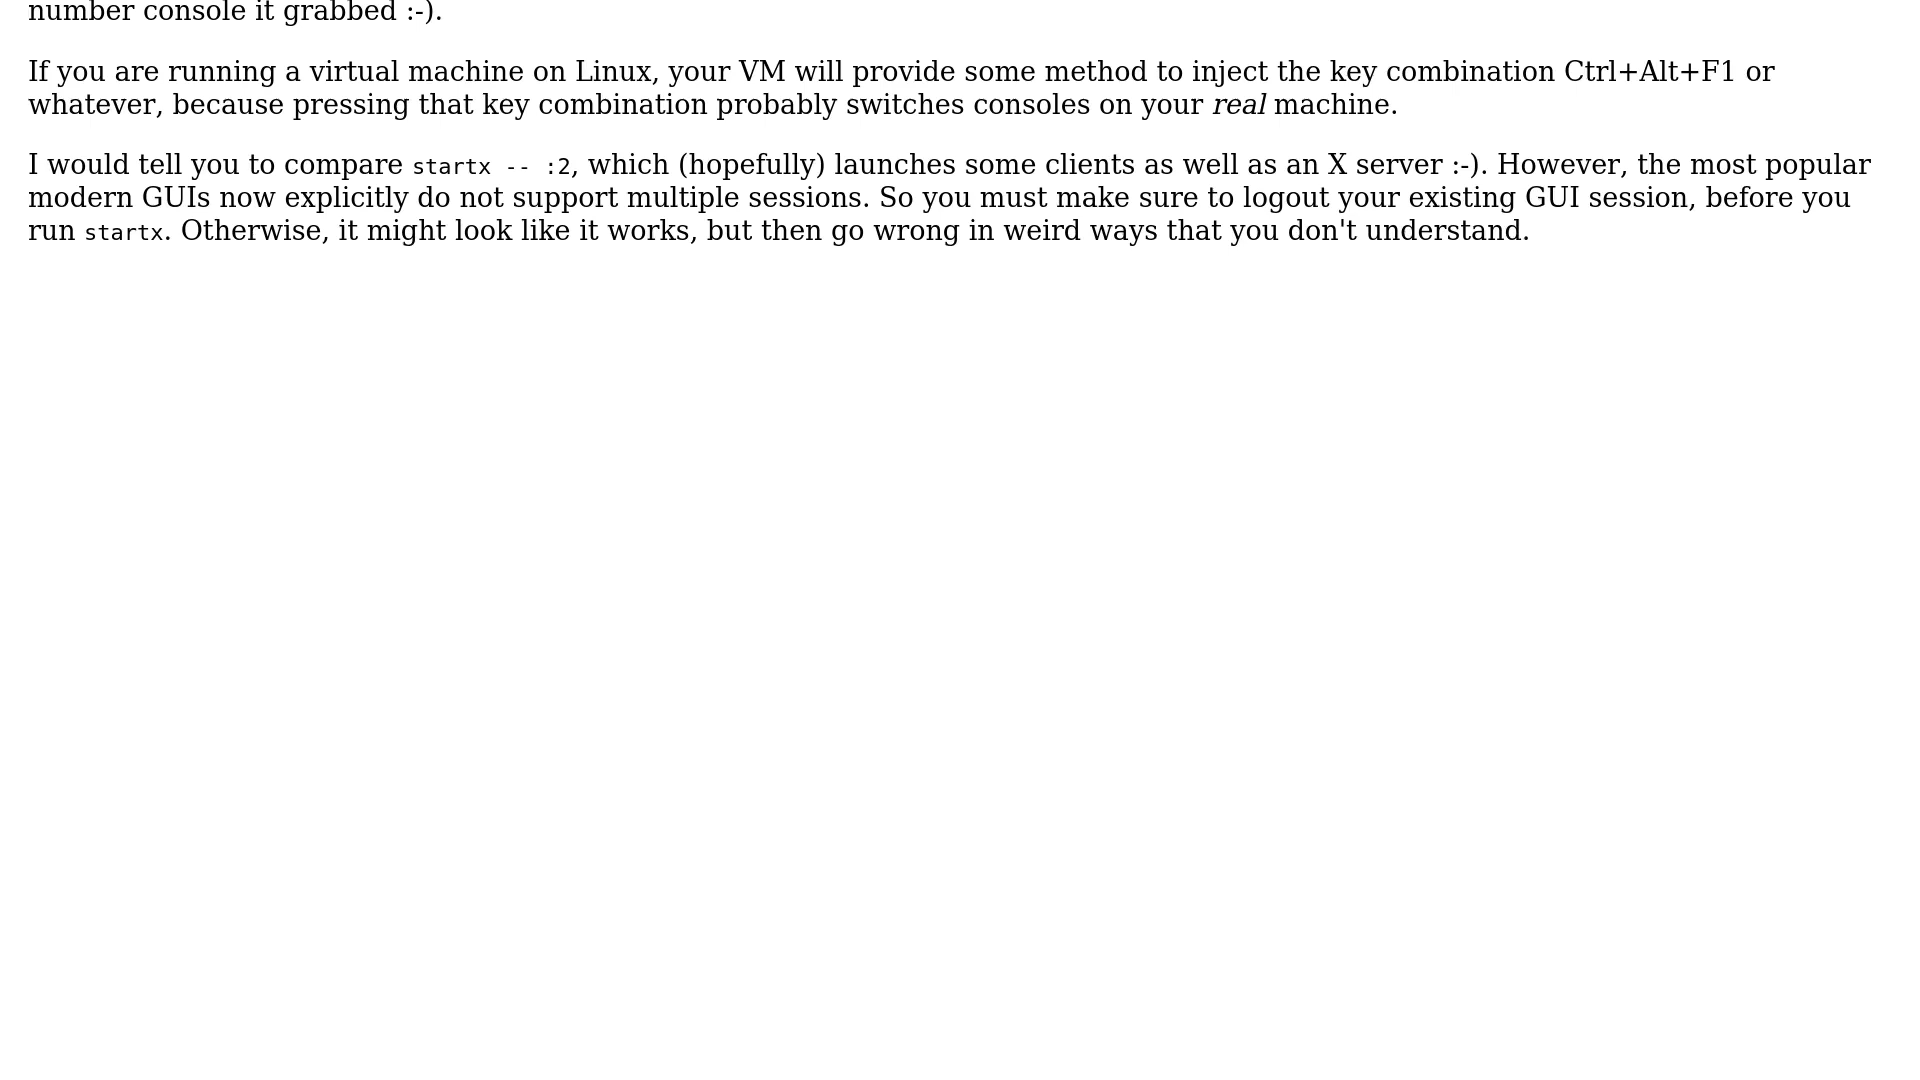 number console it grabbed :-).
If you are running a virtual machine on Linux, your VM will provide some method to inject the key combination Ctrl+Alt+F1 or
whatever, because pressing that key combination probably switches consoles on your real machine.
I would tell you to compare startx -- :2, which (hopefully) launches some clients as well as an X server :-). However, the most popular
modern GUIs now explicitly do not support multiple sessions. So you must make sure to logout your existing GUI session, before you
run startx. Otherwise, it might look like it works, but then go wrong in weird ways that you don't understand.